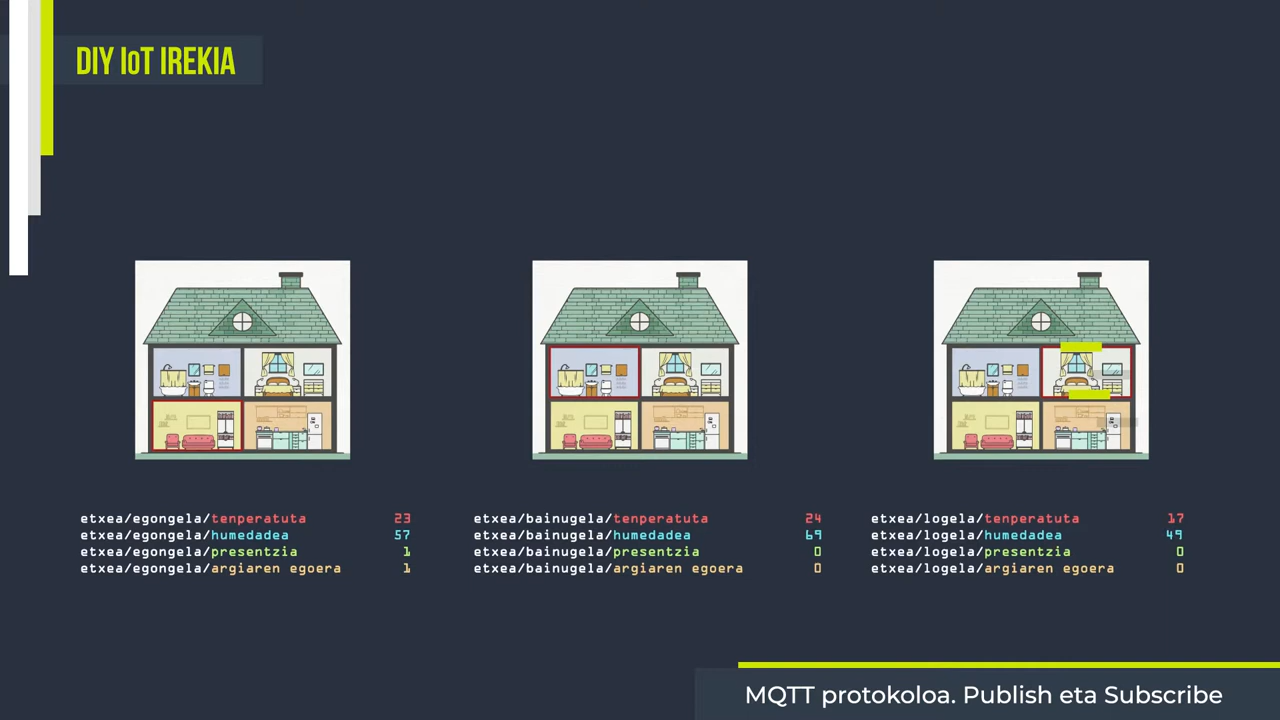 DIY IoT IREKIA
etxea/egongela/tenperatuta 23
etxea/egongela/humedadea 57
etxea/egongela/presentzia 1
etxea/egongela/argiaren egoera 1
etxea/bainugela/tenperatuta 24
etxea/bainugela/humedadea 69
etxea/bainugela/presentzia 0
etxea/bainugela/argiaren egoera 0
etxea/logela/tenperatuta 17
etxea/logela/humedadea 49
etxea/logela/presentzia 0
etxea/logela/argiaren egoera 0
MQTT protokoloa. Publish eta Subscribe